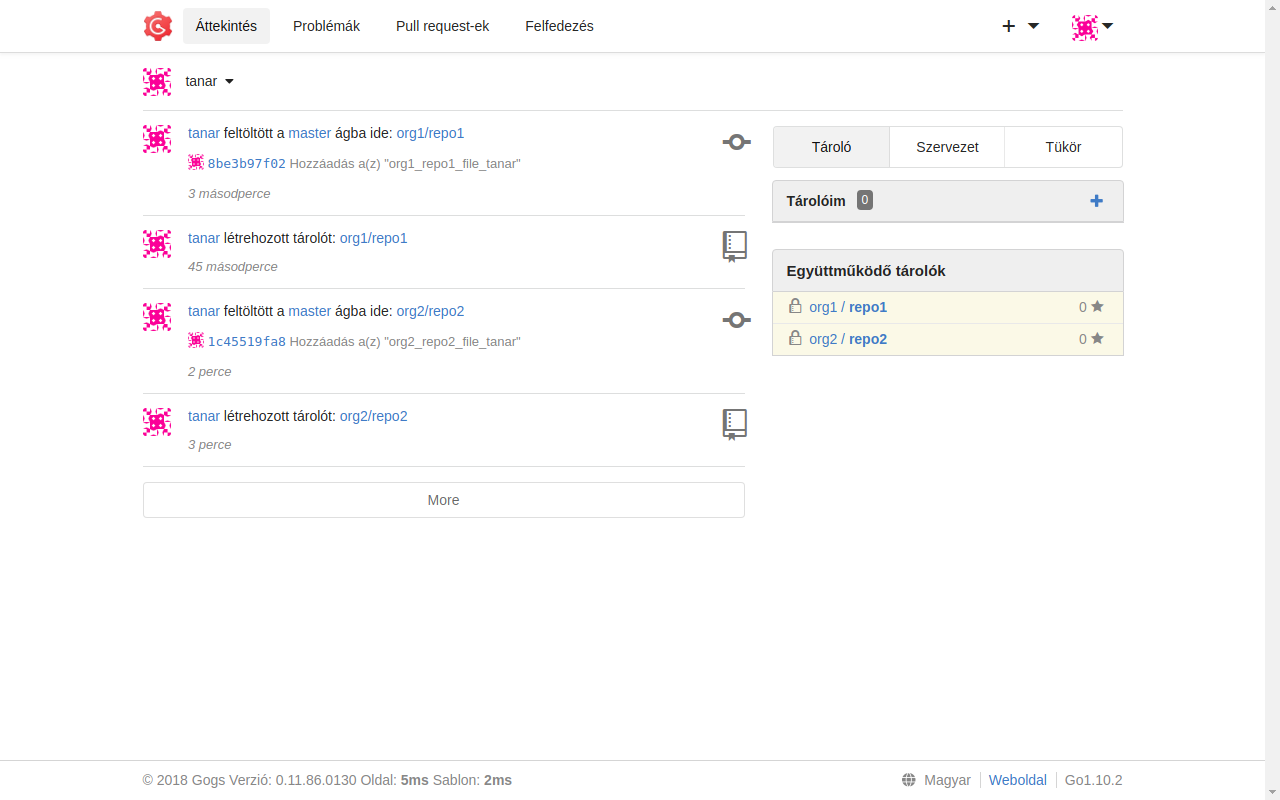 Áttekintés Problémák Pull request-ek Felfedezés
tanar
tanar feltöltött a master ágba ide: org1/repo1
8be3b97f02 Hozzáadás a(z) "org1_repo1_file_tanar"
3 másodperce
tanar létrehozott tárolót: org1/repo1
45 másodperce
tanar feltöltött a master ágba ide: org2/repo2
1c45519fa8 Hozzáadás a(z) "org2_repo2_file_tanar"
2 perce
tanar létrehozott tárolót: org2/repo2
3 perce
More
Tároló Szervezet Tükör
Tárolóim 0
Együttműködő tárolók
org1 / repo1 0
org2 / repo2 0
© 2018 Gogs Verzió: 0.11.86.0130 Oldal: 5ms Sablon: 2ms
Magyar Weboldal Go1.10.2